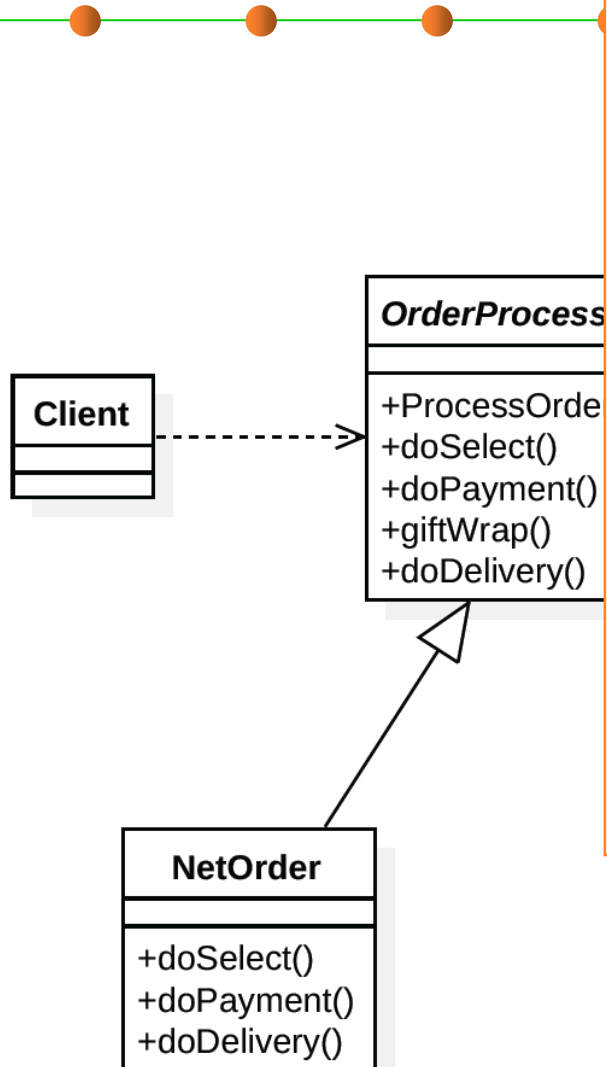 OrderProcess
Client
+ProcessOrde
+doSelect()
+doPayment()
+giftWrap()
+doDelivery()
NetOrder
+doSelect()
+doPayment()
+doDelivery()